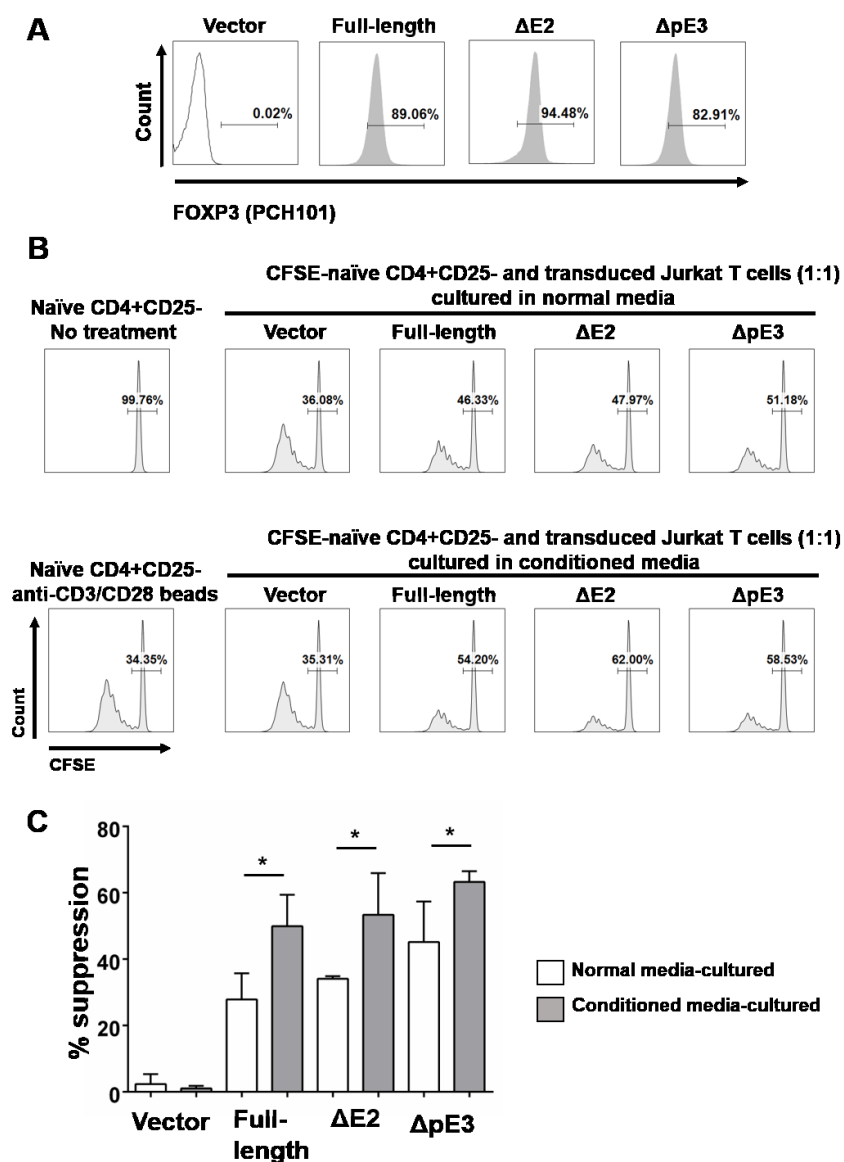 A
Vector
Full-length
ΔE2
ΔpE3
Count
0.02%
89.06%
94.48%
82.91%
FOXP3 (PCH101)
B
CFSE-naïve CD4+CD25- and transduced Jurkat T cells (1:1)
cultured in normal media
Naïve CD4+CD25-
No treatment
Vector
Full-length
ΔE2
ΔpE3
99.76%
36.08%
46.33%
47.97%
51.18%
CFSE-naïve CD4+CD25- and transduced Jurkat T cells (1:1)
cultured in conditioned media
Naïve CD4+CD25-
anti-CD3/CD28 beads
Vector
Full-length
ΔE2
ΔpE3
Count
34.35%
35.31%
54.20%
62.00%
58.53%
CFSE
C
% suppression
80
60
40
20
0
*
*
*
Normal media-cultured
Conditioned media-cultured
Vector
Full-
length
ΔE2
ΔpE3